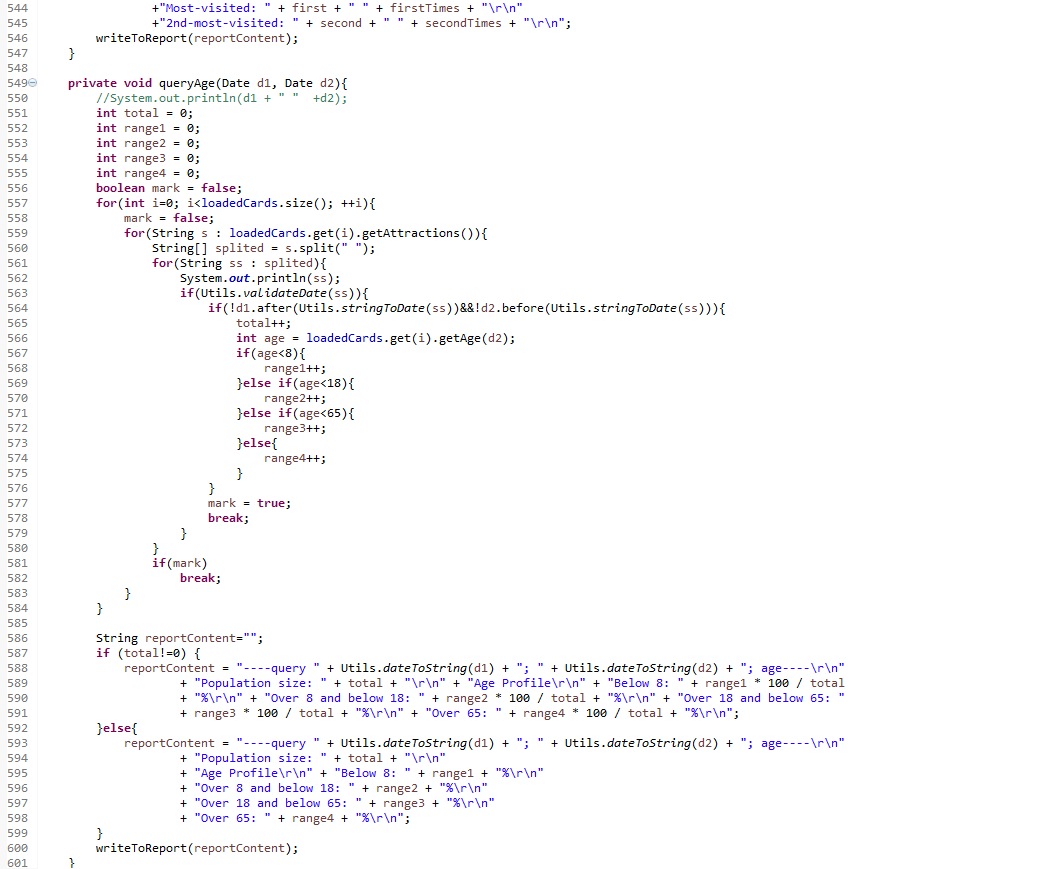 544                 +"Most-visited: " + first + " " + firstTimes + "\r\n"
545                 +"2nd-most-visited: " + second + " " + secondTimes + "\r\n";
546         writeToReport(reportContent);
547     }
548
549     private void queryAge(Date d1, Date d2){
550         //System.out.println(d1 + " "  +d2);
551         int total = 0;
552         int range1 = 0;
553         int range2 = 0;
554         int range3 = 0;
555         int range4 = 0;
556         boolean mark = false;
557         for(int i=0; i<loadedCards.size(); ++i){
558             mark = false;
559             for(String s : loadedCards.get(i).getAttractions()){
560                 String[] splited = s.split(" ");
561                 for(String ss : splited){
562                     System.out.println(ss);
563                     if(Utils.validateDate(ss)){
564                         if(!d1.after(Utils.stringToDate(ss))&&!d2.before(Utils.stringToDate(ss))){
565                             total++;
566                             int age = loadedCards.get(i).getAge(d2);
567                             if(age<8){
568                                 range1++;
569                             }else if(age<18){
570                                 range2++;
571                             }else if(age<65){
572                                 range3++;
573                             }else{
574                                 range4++;
575                             }
576                         }
577                         mark = true;
578                         break;
579                     }
580                 }
581                 if(mark)
582                     break;
583             }
584         }
585
586         String reportContent="";
587         if (total!=0) {
588             reportContent = "----query " + Utils.dateToString(d1) + "; " + Utils.dateToString(d2) + "; age----\r\n"
589                     + "Population size: " + total + "\r\n" + "Age Profile\r\n" + "Below 8: " + range1 * 100 / total
590                     + "%\r\n" + "Over 8 and below 18: " + range2 * 100 / total + "%\r\n" + "Over 18 and below 65: "
591                     + range3 * 100 / total + "%\r\n" + "Over 65: " + range4 * 100 / total + "%\r\n";
592         }else{
593             reportContent = "----query " + Utils.dateToString(d1) + "; " + Utils.dateToString(d2) + "; age----\r\n"
594                     + "Population size: " + total + "\r\n"
595                     + "Age Profile\r\n" + "Below 8: " + range1 + "%\r\n"
596                     + "Over 8 and below 18: " + range2 + "%\r\n"
597                     + "Over 18 and below 65: " + range3 + "%\r\n"
598                     + "Over 65: " + range4 + "%\r\n";
599         }
600         writeToReport(reportContent);
601     }